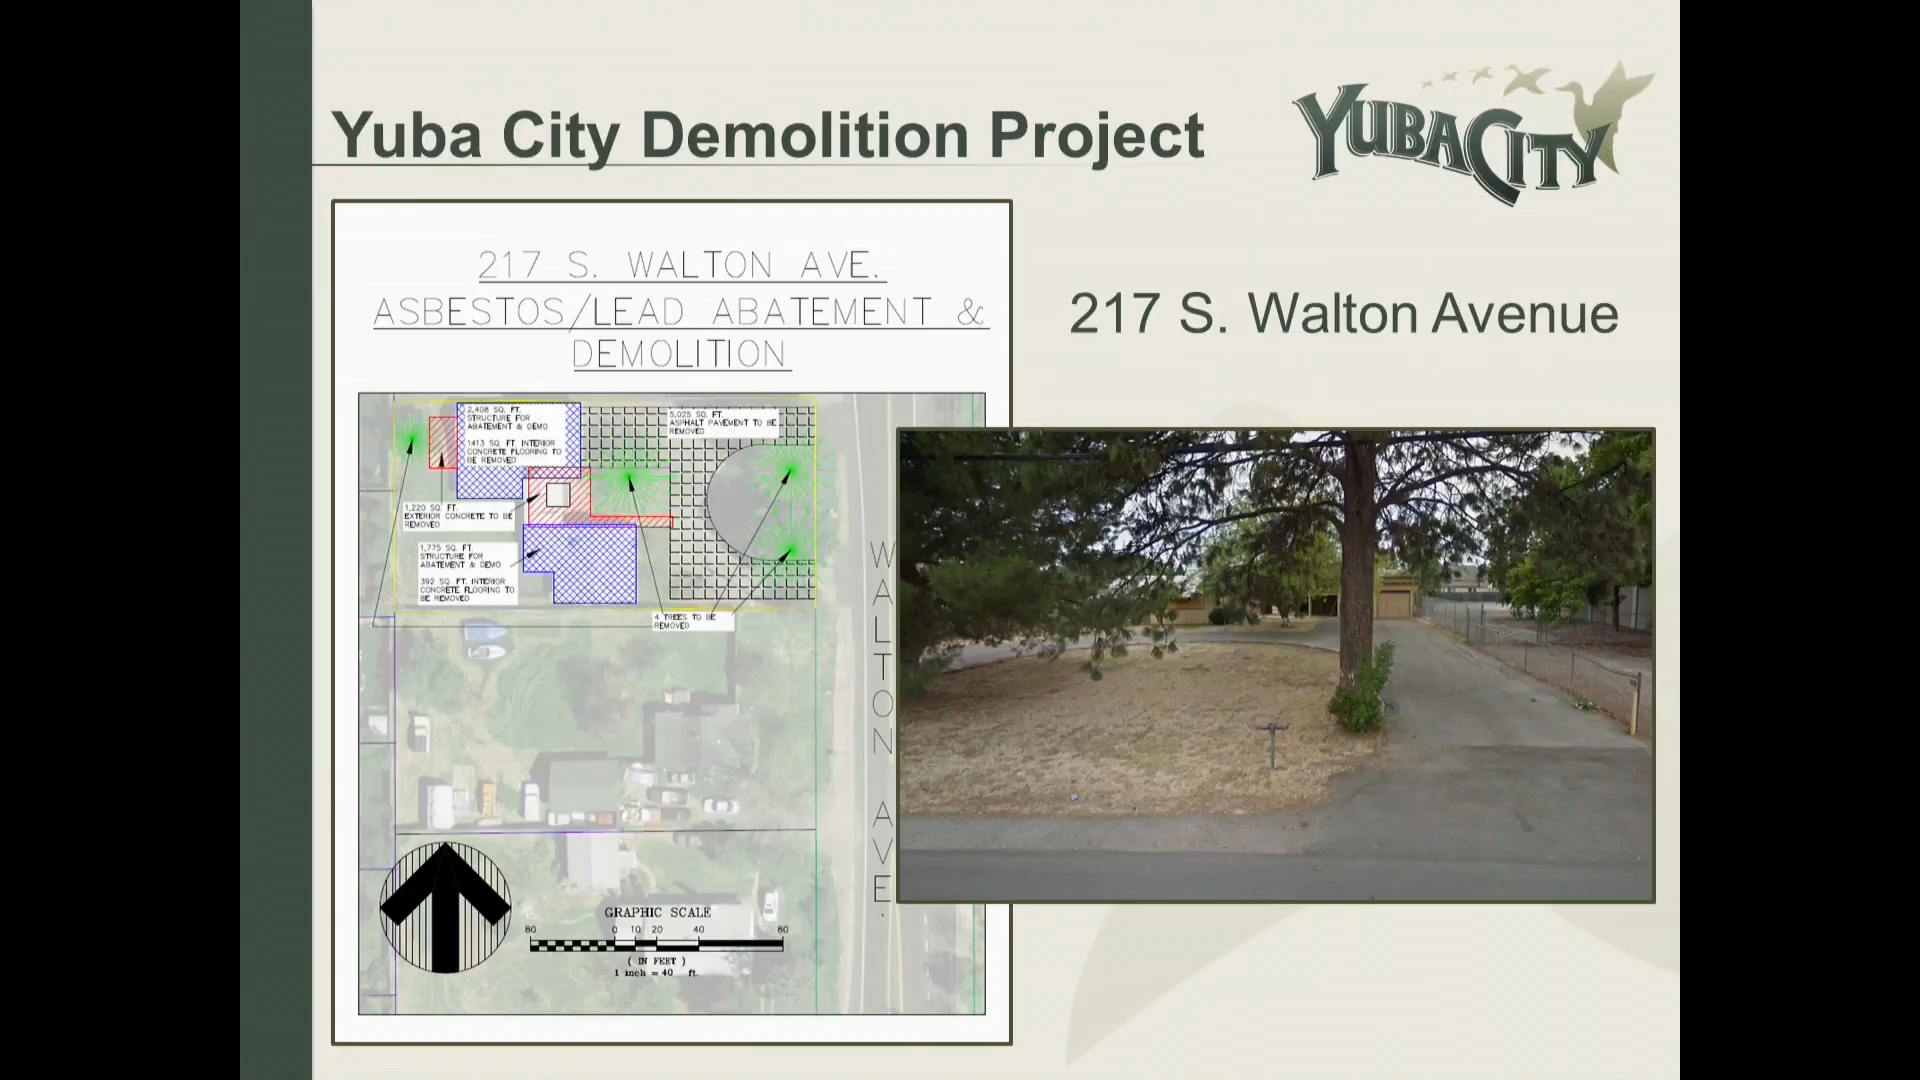 Yuba City Demolition Project
YUBA CITY
217 S. WALTON AVE.
ASBESTOS/LEAD ABATEMENT &
DEMOLITION
217 S. Walton Avenue
2,408 SQ. FT.
STRUCTURE FOR
ABATEMENT & DEMO
1413 SQ. FT. INTERIOR
CONCRETE FLOORING TO
BE REMOVED
5,025 SQ. FT.
ASPHALT PAVEMENT TO BE
REMOVED
1,220 SQ. FT.
EXTERIOR CONCRETE TO BE
REMOVED
1,775 SQ. FT.
STRUCTURE FOR
ABATEMENT & DEMO
392 SQ. FT. INTERIOR
CONCRETE FLOORING TO
BE REMOVED
4 TREES TO BE
REMOVED
WALTON AVE.
GRAPHIC SCALE
80 0 10 20 40 80
( IN FEET )
1 inch = 40 ft.